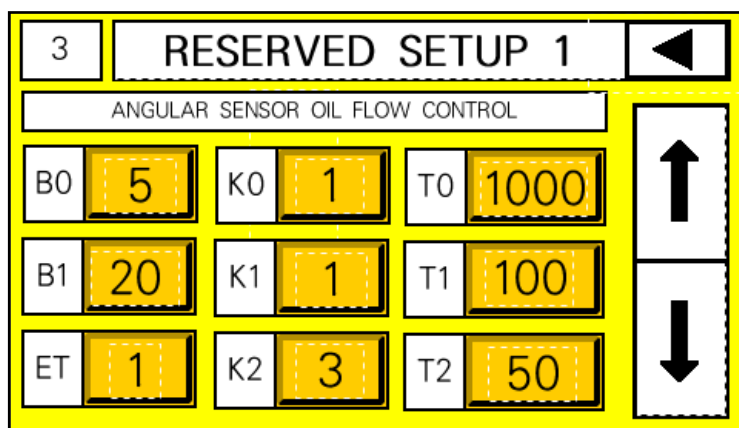 3 RESERVED SETUP 1
ANGULAR SENSOR OIL FLOW CONTROL
B0 5 K0 1 T0 1000
B1 20 K1 1 T1 100
ET 1 K2 3 T2 50